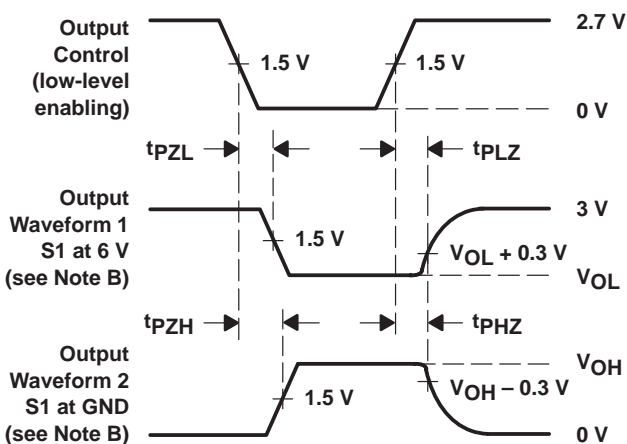 Output
Control
(low-level
enabling)
2.7 V
1.5 V
1.5 V
0 V
tPZL
tPLZ
Output
Waveform 1
S1 at 6 V
(see Note B)
3 V
1.5 V
VOL + 0.3 V
VOL
tPZH
tPHZ
Output
Waveform 2
S1 at GND
(see Note B)
VOH
1.5 V
VOH – 0.3 V
0 V